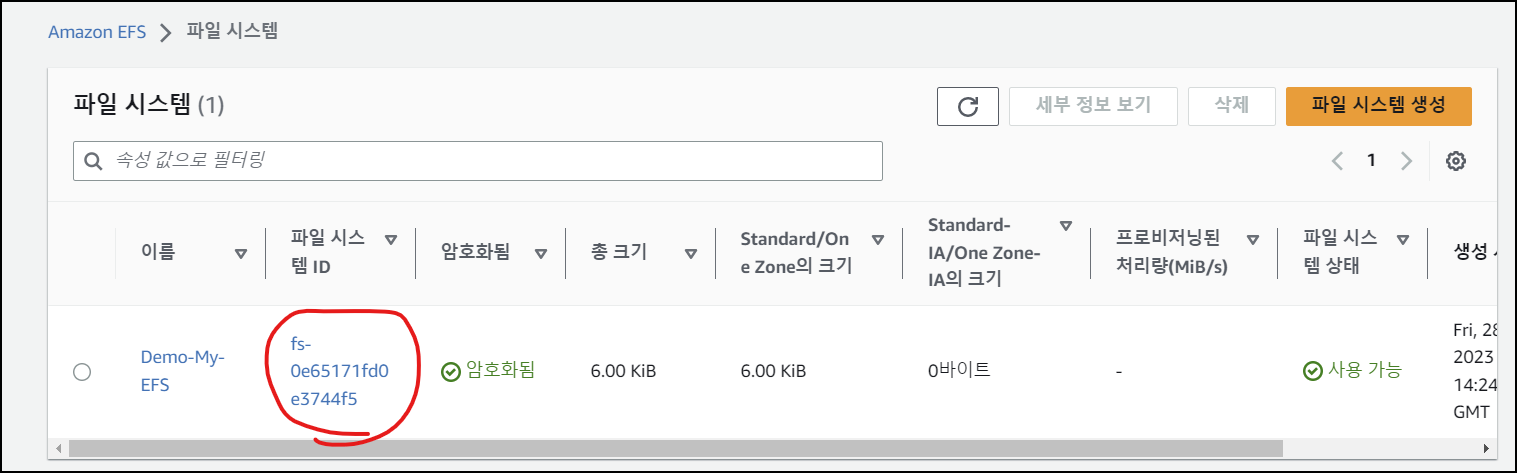 Amazon EFS > 파일 시스템
파일 시스템 (1)
세부 정보 보기
삭제
파일 시스템 생성
속성 값으로 필터링
1
이름
파일 시스
템 ID
암호화됨
총 크기
Standard/On
e Zone의 크기
Standard-
IA/One Zone-
IA의 크기
프로비저닝된
처리량(MiB/s)
파일 시스
템 상태
생성
Demo-My-
EFS
fs-
0e65171fd0
e3744f5
암호화됨
6.00 KiB
6.00 KiB
0바이트
-
사용 가능
Fri, 28
2023
14:24
GMT